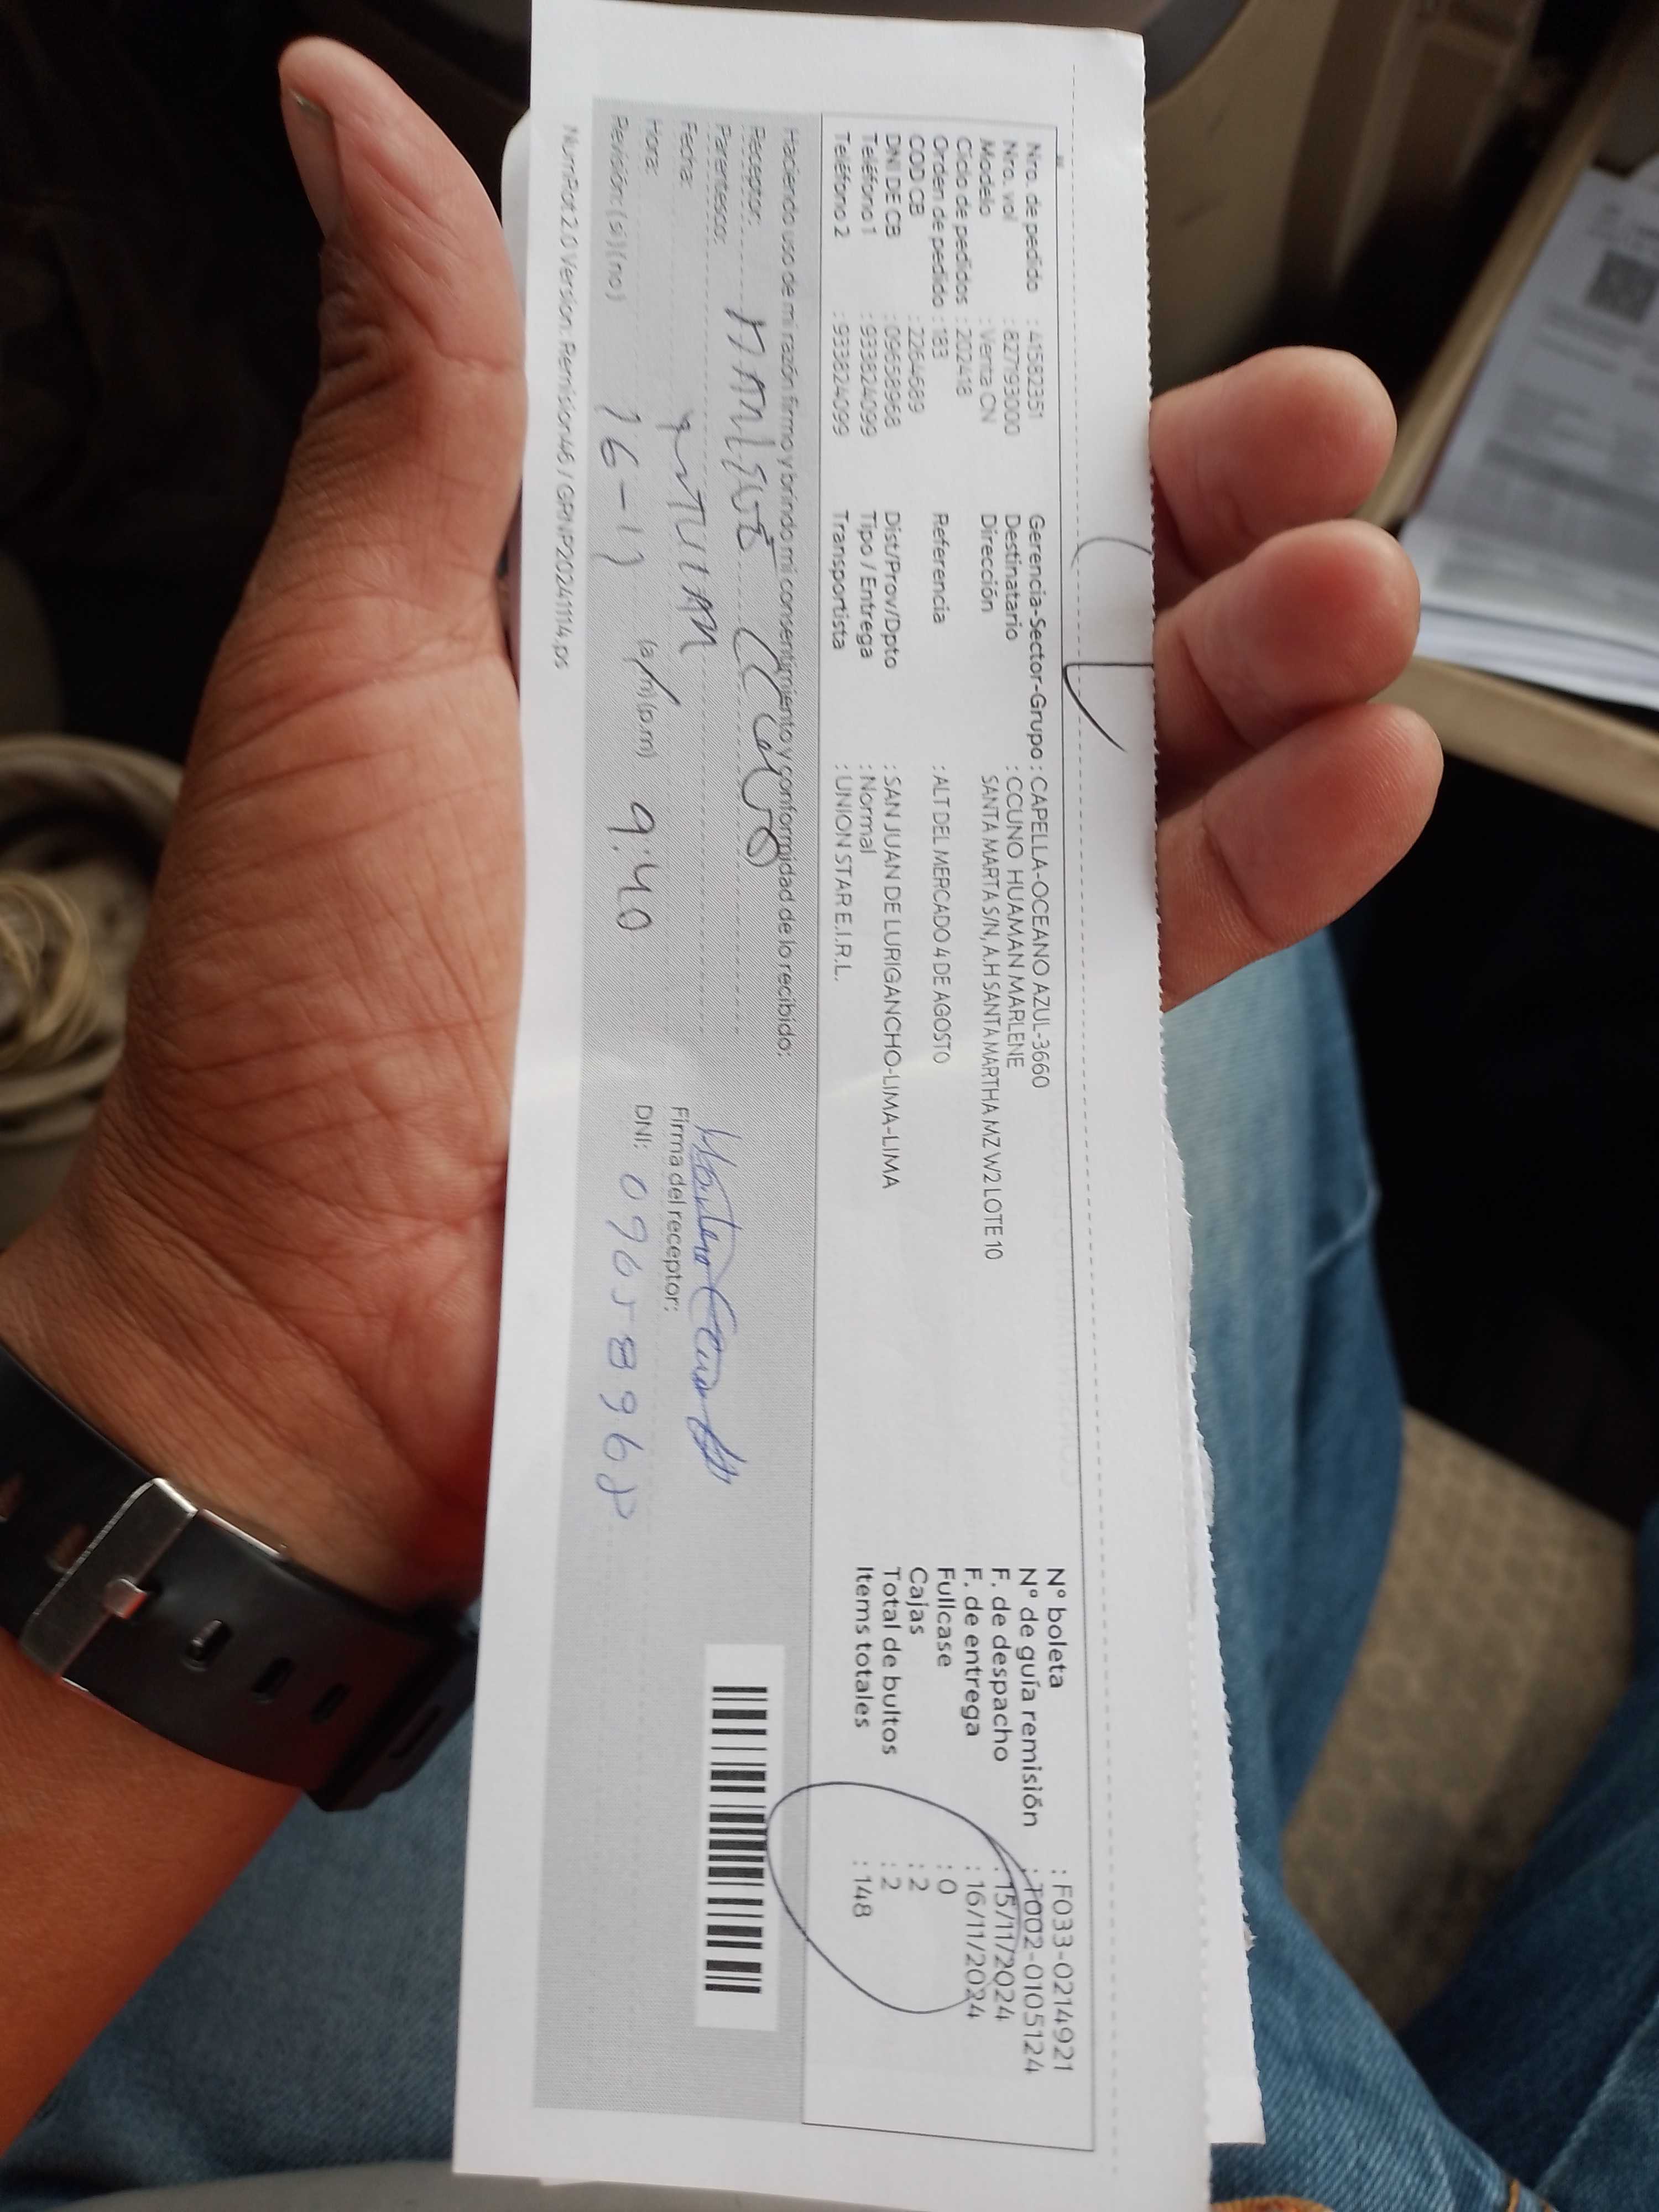 Nro. de pedido : 41582351
Nro. vol : 827193000
Modelo : Venta CN
Ciclo de pedidos : 202418
Orden de pedido : 183
COD CB : 22644689
DNI DE CB : 09658968
Teléfono 1 : 933824099
Teléfono 2 : 933824099
Gerencia-Sector-Grupo : CAPELLA-OCEANO AZUL-3660
Destinatario : CCUNO HUAMAN MARLENE
Dirección SANTA MARTA S/N, A.H SANTA MARTHA MZ W2 LOTE 10
Referencia : ALT DEL MERCADO 4 DE AGOSTO
Dist/Prov/Dpto : SAN JUAN DE LURIGANCHO-LIMA-LIMA
Tipo / Entrega : Normal
Transportista : UNION STAR E.I.R.L.
N° boleta : F033-0214921
N° de guía remisión : T002-0105124
F. de despacho : 15/11/2024
F. de entrega : 16/11/2024
Fullcase : 0
Cajas : 2
Total de bultos : 2
Items totales : 148
Haciendo uso de mi razón firmo y brindo mi consentimiento y conformidad de lo recibido:
Receptor:
Parentesco:
Fecha:
Hora: (a/m) (p.m) 9:40
Revisión: (si) (no) 16-11
Firma del receptor:
DNI: 09658968
NumPot 2.0 Version. Remision46 / GRNP20241114.ps